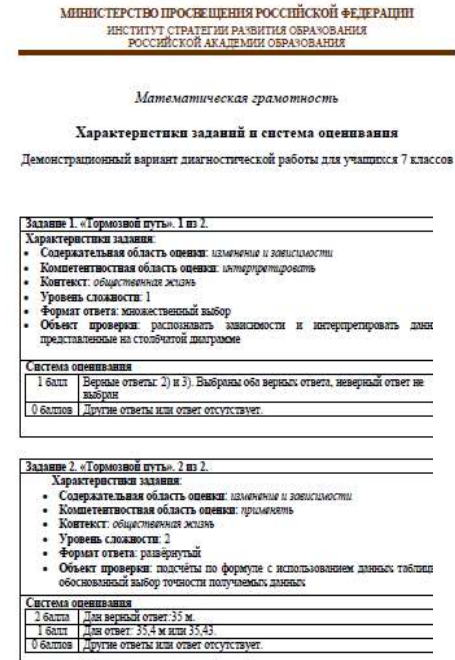 МИНИСТЕРСТВО ПРОСВЕЩЕНИЯ РОССИЙСКОЙ ФЕДЕРАЦИИ
ИНСТИТУТ СТРАТЕГИИ РАЗВИТИЯ ОБРАЗОВАНИЯ
РОССИЙСКОЙ АКАДЕМИИ ОБРАЗОВАНИЯ
Математическая грамотность
Характеристики заданий и система оценивания
Демонстрационный вариант диагностической работы для учащихся 7 классов
Задание 1. «Тормозной путь». 1 из 2.
Характеристики задания:
• Содержательная область оценки: изменение и зависимости
• Компетентностная область оценки: интерпретировать
• Контекст: общественная жизнь
• Уровень сложности: 1
• Формат ответа: множественный выбор
• Объект проверки: распознавать зависимости и интерпретировать данн
представленные на столбчатой диаграмме
Система оценивания
1 балл Верные ответы: 2) и 3). Выбраны оба верных ответа, неверный ответ не
выбран
0 баллов Другие ответы или ответ отсутствует.
Задание 2. «Тормозной путь». 2 из 2.
Характеристики задания:
• Содержательная область оценки: изменение и зависимости
• Компетентностная область оценки: применять
• Контекст: общественная жизнь
• Уровень сложности: 2
• Формат ответа: развёрнутый
• Объект проверки: подсчёты по формуле с использованием данных таблиц
обоснованный выбор точности получаемых данных
Система оценивания
2 балла Дан верный ответ:35 м.
1 балл Дан ответ: 35,4 м или 35,43.
0 баллов Другие ответы или ответ отсутствует.